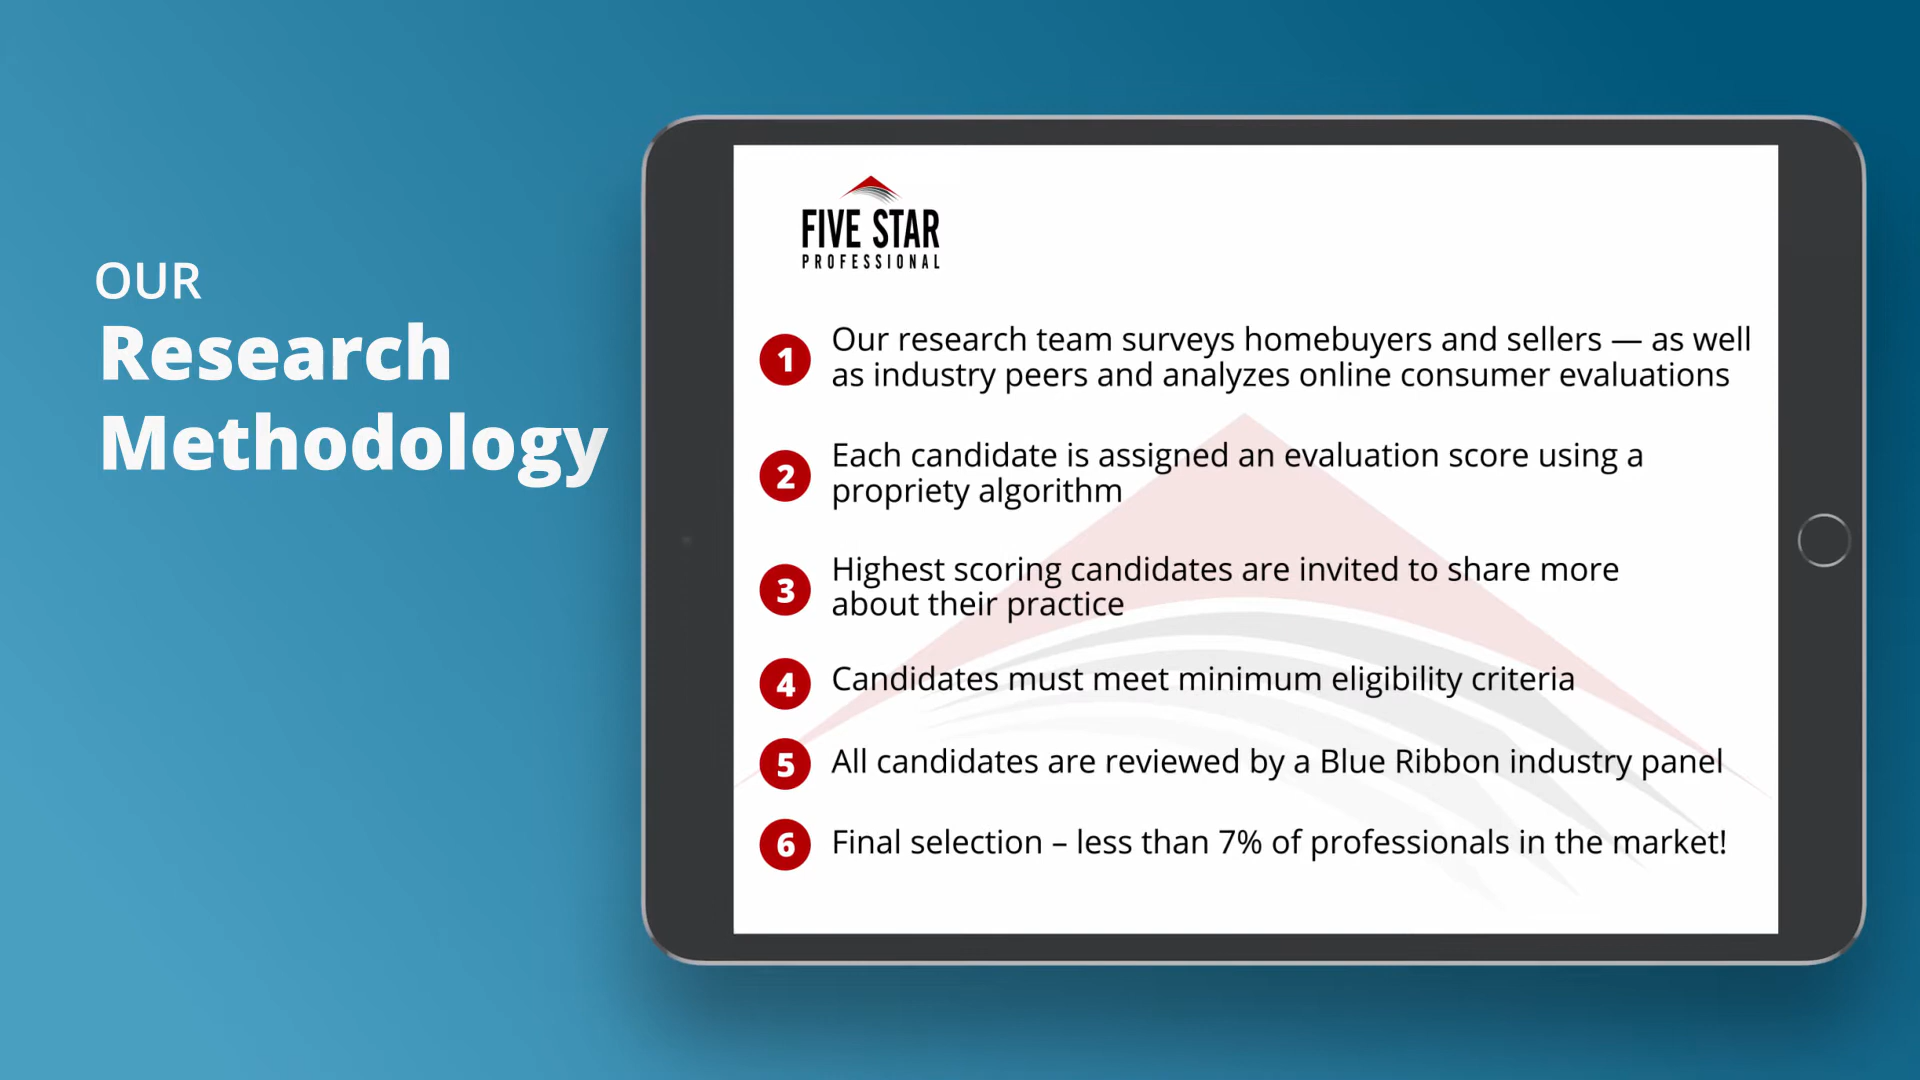 OUR
Research
Methodology
FIVE STAR
PROFESSIONAL
1 Our research team surveys homebuyers and sellers — as well
as industry peers and analyzes online consumer evaluations
2 Each candidate is assigned an evaluation score using a
propriety algorithm
3 Highest scoring candidates are invited to share more
about their practice
4 Candidates must meet minimum eligibility criteria
5 All candidates are reviewed by a Blue Ribbon industry panel
6 Final selection – less than 7% of professionals in the market!